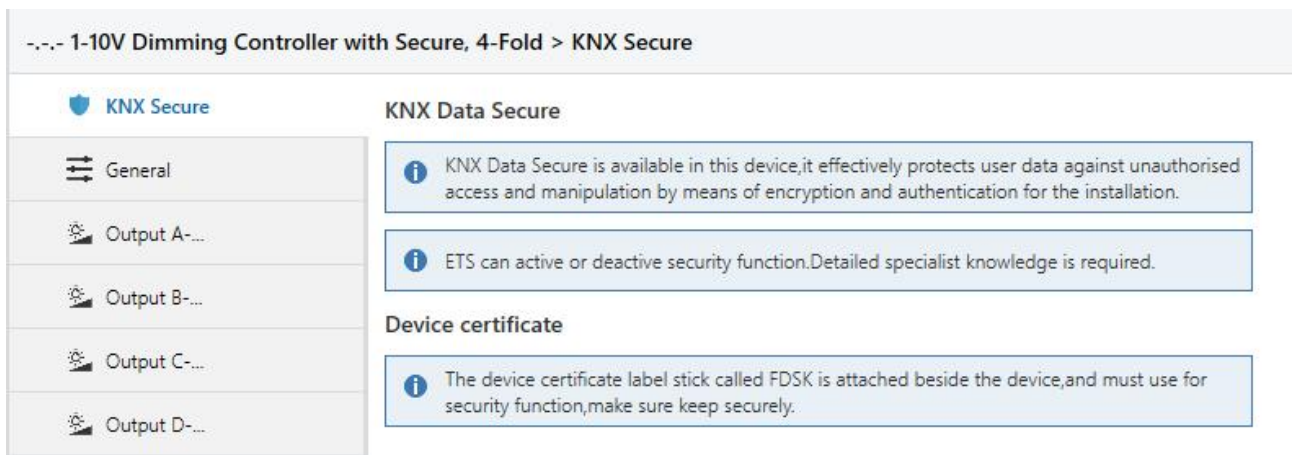 -.-.- 1-10V Dimming Controller with Secure, 4-Fold > KNX Secure
KNX Secure
General
Output A-...
Output B-...
Output C-...
Output D-...
KNX Data Secure
KNX Data Secure is available in this device,it effectively protects user data against unauthorised
access and manipulation by means of encryption and authentication for the installation.
ETS can active or deactive security function.Detailed specialist knowledge is required.
Device certificate
The device certificate label stick called FDSK is attached beside the device,and must use for
security function,make sure keep securely.